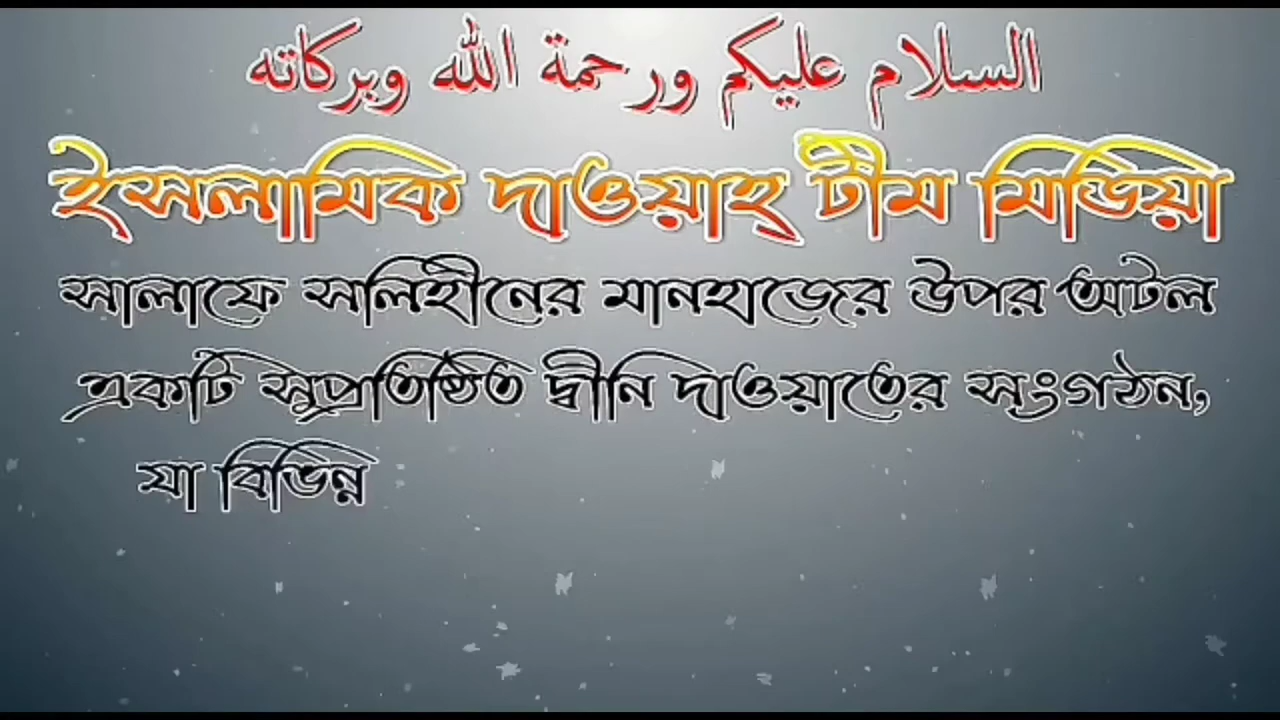 السلام عليكم ورحمة الله وبركاته
ইসলামিক দাওয়াহ্ টীম মিডিয়া
সালাফে সলিহীনের মানহাজের উপর অটল
একটি সুপ্রতিষ্ঠিত দ্বীনি দাওয়াতের সংগঠন,
যা বিভিন্ন